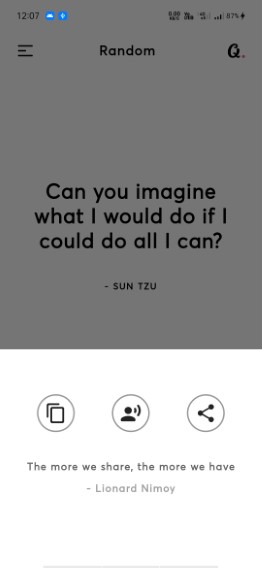 12:07
87%
Random
Q.
Can you imagine
what I would do if I
could do all I can?
- SUN TZU
The more we share, the more we have
- Lionard Nimoy